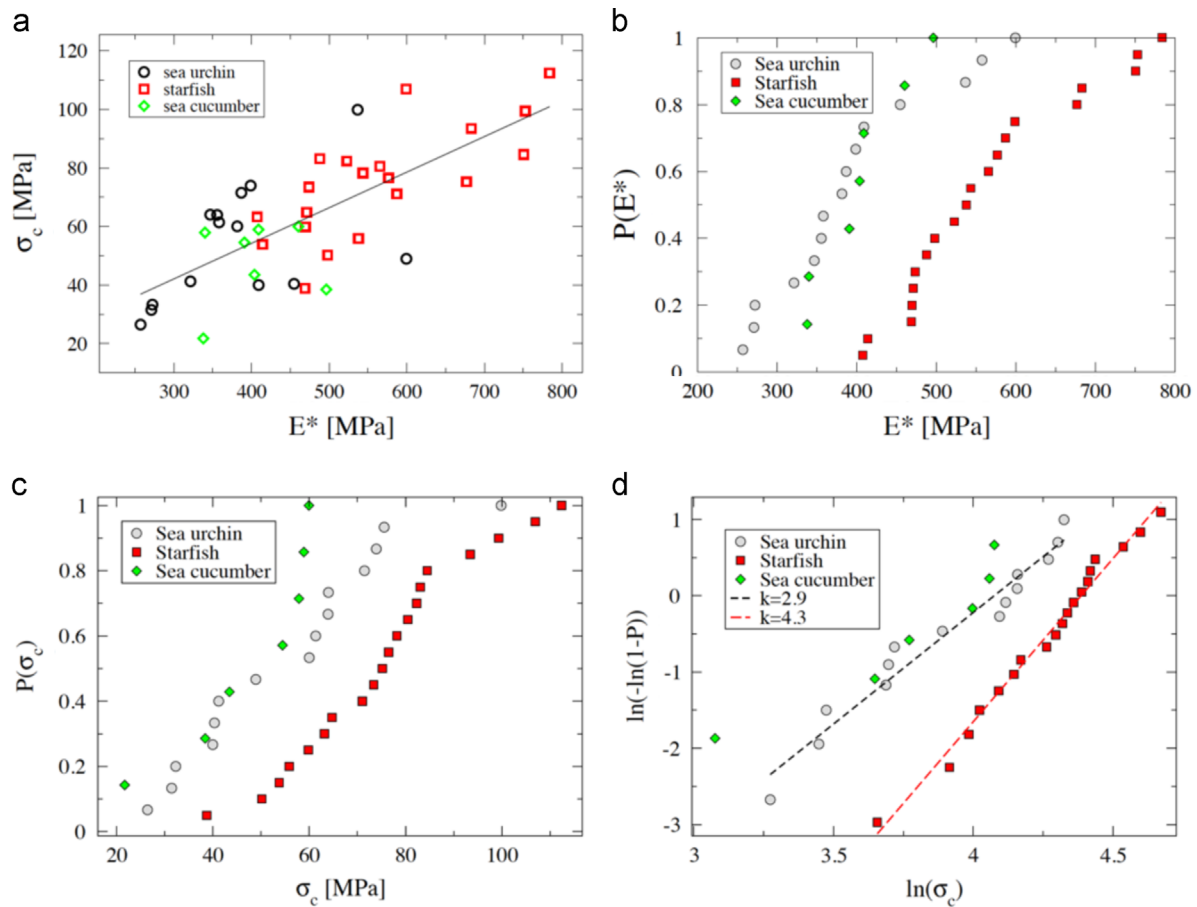 a
120
100
80
60
40
20
σc [MPa]
sea urchin
starfish
sea cucumber
300 400 500 600 700 800
E* [MPa]
b
1
0.8
0.6
0.4
0.2
0
P(E*)
Sea urchin
Starfish
Sea cucumber
200 300 400 500 600 700 800
E* [MPa]
c
1
0.8
0.6
0.4
0.2
0
P(σc)
Sea urchin
Starfish
Sea cucumber
20 40 60 80 100
σc [MPa]
d
1
0
-1
-2
-3
ln(-ln(1-P))
Sea urchin
Starfish
Sea cucumber
k=2.9
k=4.3
3 3.5 4 4.5
ln(σc)